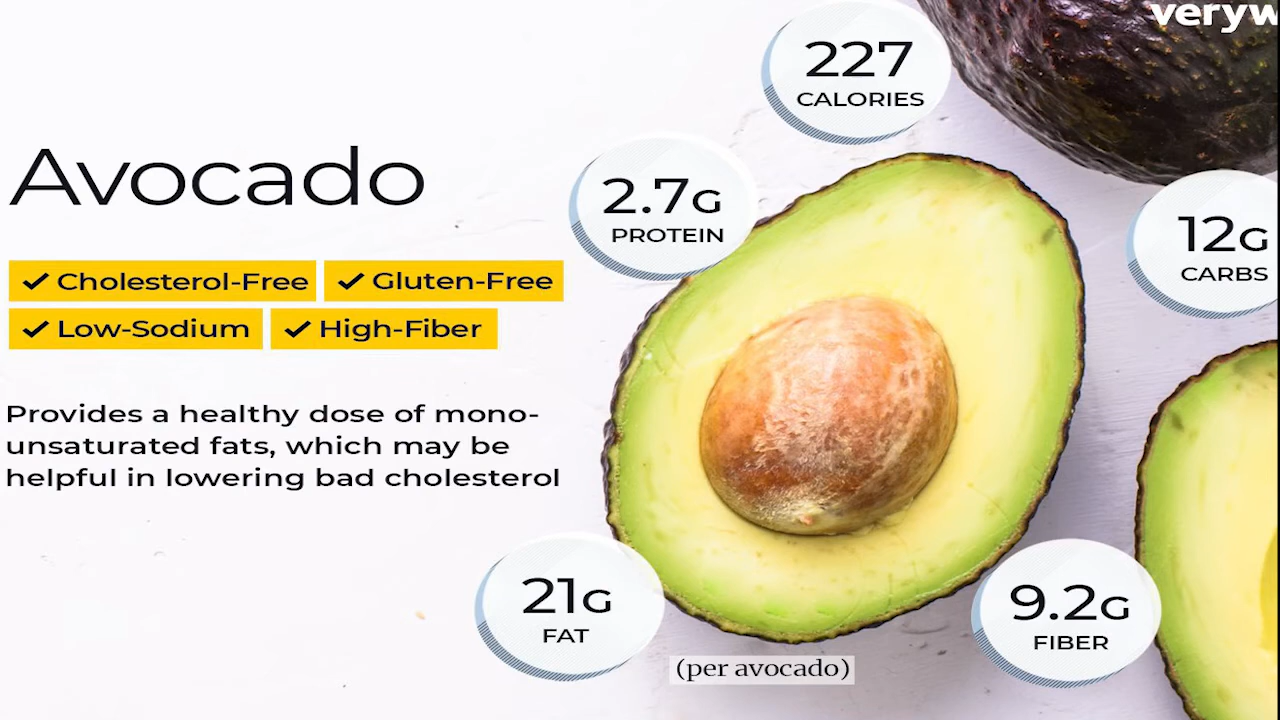 veryw
227
CALORIES
Avocado
2.7G
PROTEIN
12G
CARBS
✓ Cholesterol-Free
✓ Gluten-Free
✓ Low-Sodium
✓ High-Fiber
Provides a healthy dose of mono-
unsaturated fats, which may be
helpful in lowering bad cholesterol
21G
FAT
9.2G
FIBER
(per avocado)